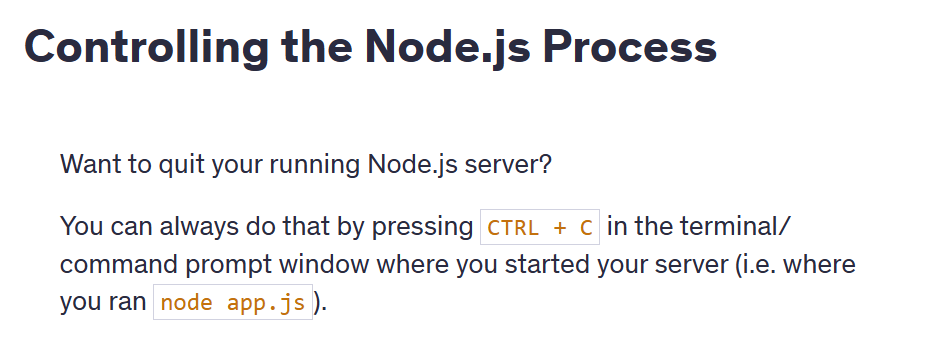 Controlling the Node.js Process
Want to quit your running Node.js server?
You can always do that by pressing CTRL + C in the terminal/
command prompt window where you started your server (i.e. where
you ran node app.js).